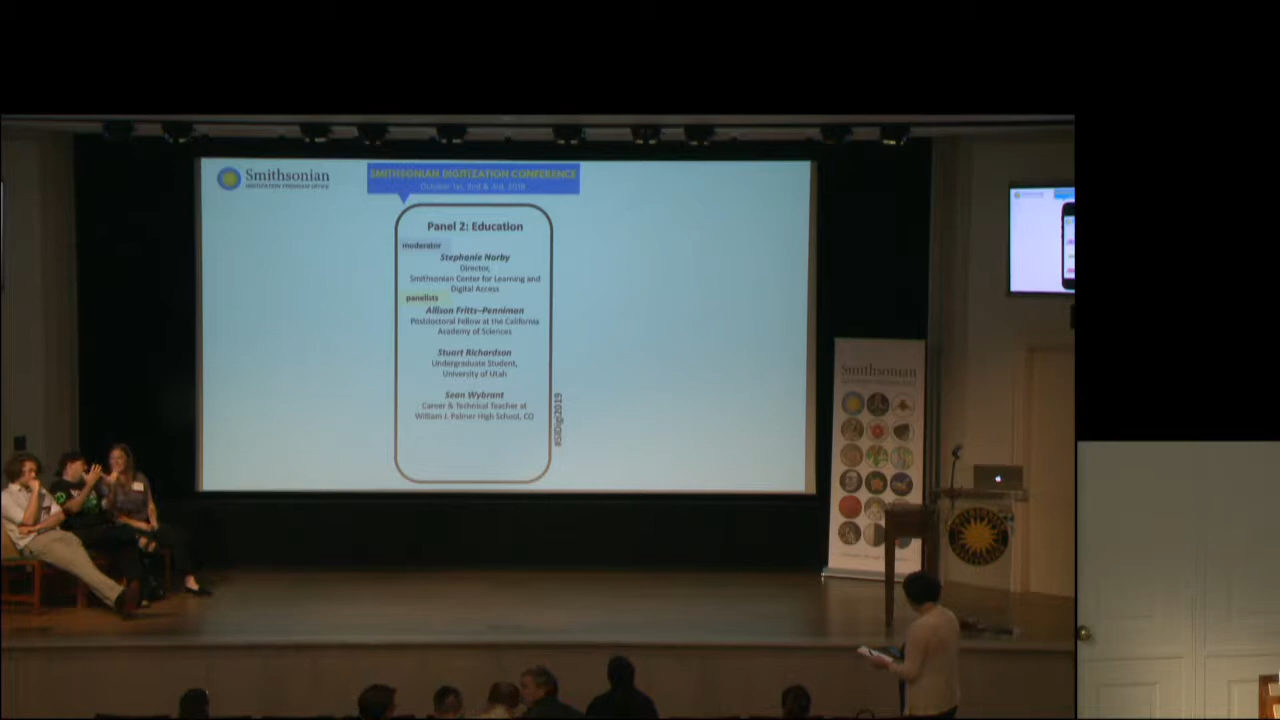 Smithsonian
DIGITIZATION PROGRAM OFFICE
SMITHSONIAN DIGITIZATION CONFERENCE
October 1st, 2nd & 3rd, 2019
Panel 2: Education
moderator
Stephanie Norby
Director,
Smithsonian Center for Learning and
Digital Access
panelists
Allison Fritts-Penniman
Postdoctoral Fellow at the California
Academy of Sciences
Stuart Richardson
Undergraduate Student,
University of Utah
Sean Wybrant
Career & Technical Teacher at
William J. Palmer High School, CO
#SIDigi2019
Smithsonian